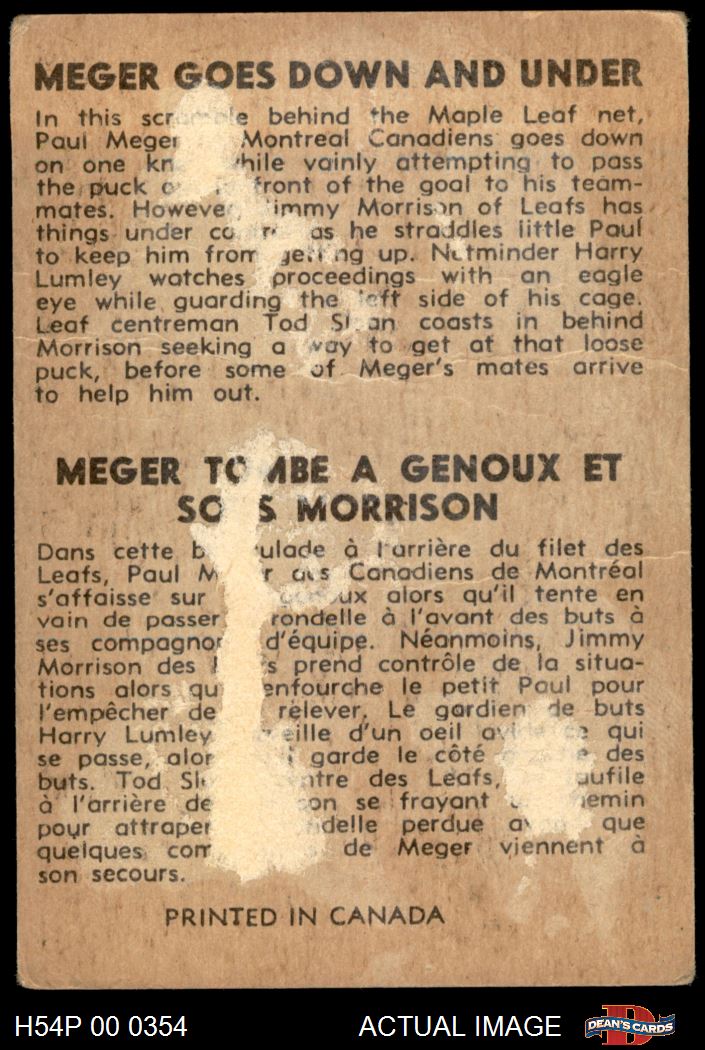 MEGER GOES DOWN AND UNDER
In this behind the Maple Leaf net,
Paul Meger Montreal Canadiens goes down
on one while vainly attempting to pass
the puck front of the goal to his team-
mates. However, Jimmy Morrison of Leafs has
things under as he straddles little Paul
to keep him from getting up. Netminder Harry
Lumley watches proceedings with an eagle
eye while guarding the left side of his cage.
Leaf centreman Tod Sloan coasts in behind
Morrison seeking a way to get at that loose
puck, before some of Meger's mates arrive
to help him out.
MEGER TOMBE A GENOUX ET
SOUS MORRISON
Dans cette à l'arrière du filet des
Leafs, Paul des Canadiens de Montréal
s'affaisse sur genoux alors qu'il tente en
vain de passer rondelle à l'avant des buts à
ses d'équipe. Néanmoins, Jimmy
Morrison des prend contrôle de la situa-
tions alors enfourche le petit Paul pour
l'empêcher de relever. Le gardien de buts
Harry Lumley d'un oeil ce qui
se passe, garde le côté des
buts. Tod des Leafs,
à l'arrière de se frayant
pour attraper perdue que
quelques de Meger viennent à
son secours.
PRINTED IN CANADA
H54P 00 0354 ACTUAL IMAGE DEAN'S CARDS